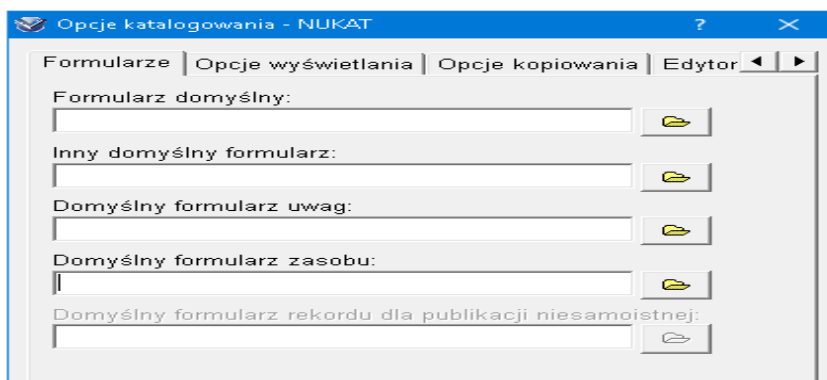 Opcje katalogowania - NUKAT ?
Formularze Opcje wyświetlania Opcje kopiowania Edytor
Formularz domyślny:
Inny domyślny formularz:
Domyślny formularz uwag:
Domyślny formularz zasobu:
Domyślny formularz rekordu dla publikacji niesamoistnej: